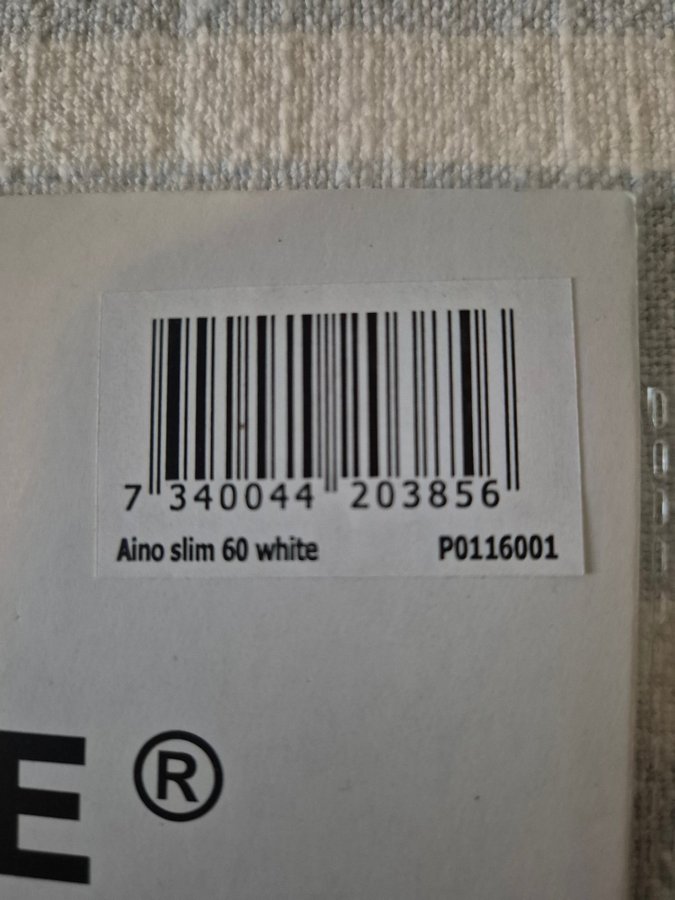 7 340044 203856
Aino slim 60 white P0116001
E®